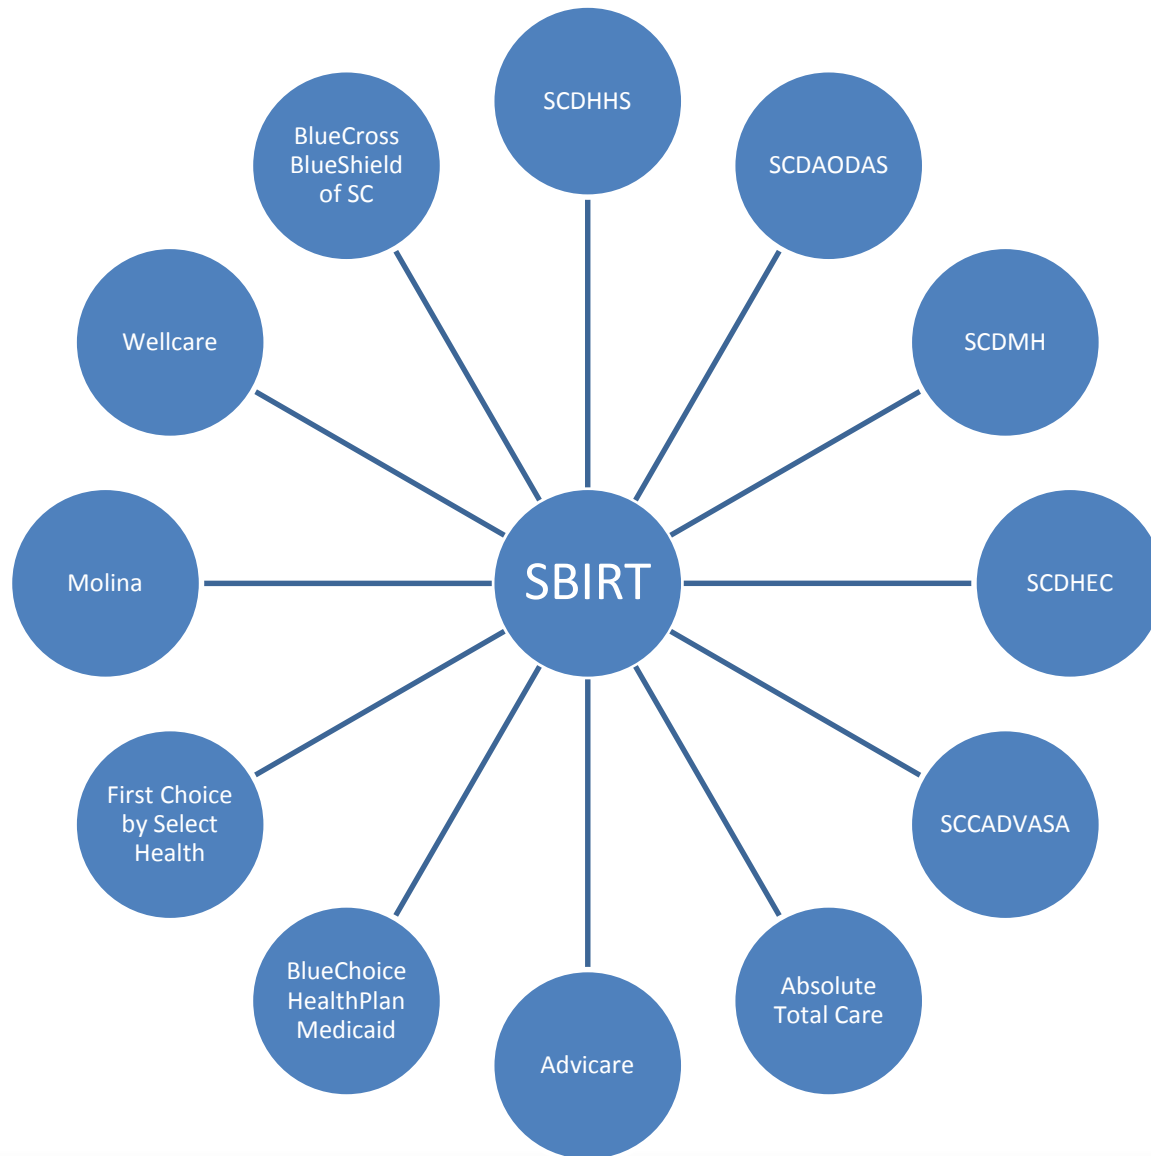 SCDHHS
SCDAODAS
SCDMH
SCDHEC
SCCADVASA
Absolute
Total Care
Advicare
BlueChoice
HealthPlan
Medicaid
First Choice
by Select
Health
Molina
Wellcare
BlueCross
BlueShield
of SC
SBIRT